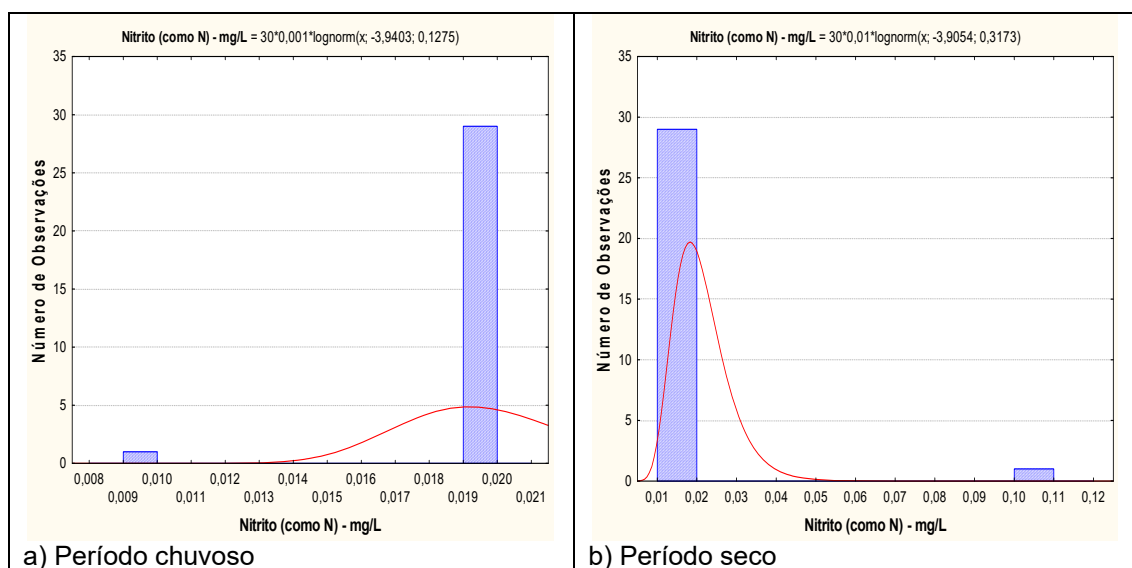 Nitrito (como N) - mg/L = 30*0,001*lognorm(x; -3,9403; 0,1275)
35
30
25
20
15
10
5
0
Número de Observações
0,008 0,010 0,012 0,014 0,016 0,018 0,020
0,009 0,011 0,013 0,015 0,017 0,019 0,021
Nitrito (como N) - mg/L
a) Período chuvoso
Nitrito (como N) - mg/L = 30*0,01*lognorm(x; -3,9054; 0,3173)
35
30
25
20
15
10
5
0
Número de Observações
0,01 0,02 0,03 0,04 0,05 0,06 0,07 0,08 0,09 0,10 0,11 0,12
Nitrito (como N) - mg/L
b) Período seco